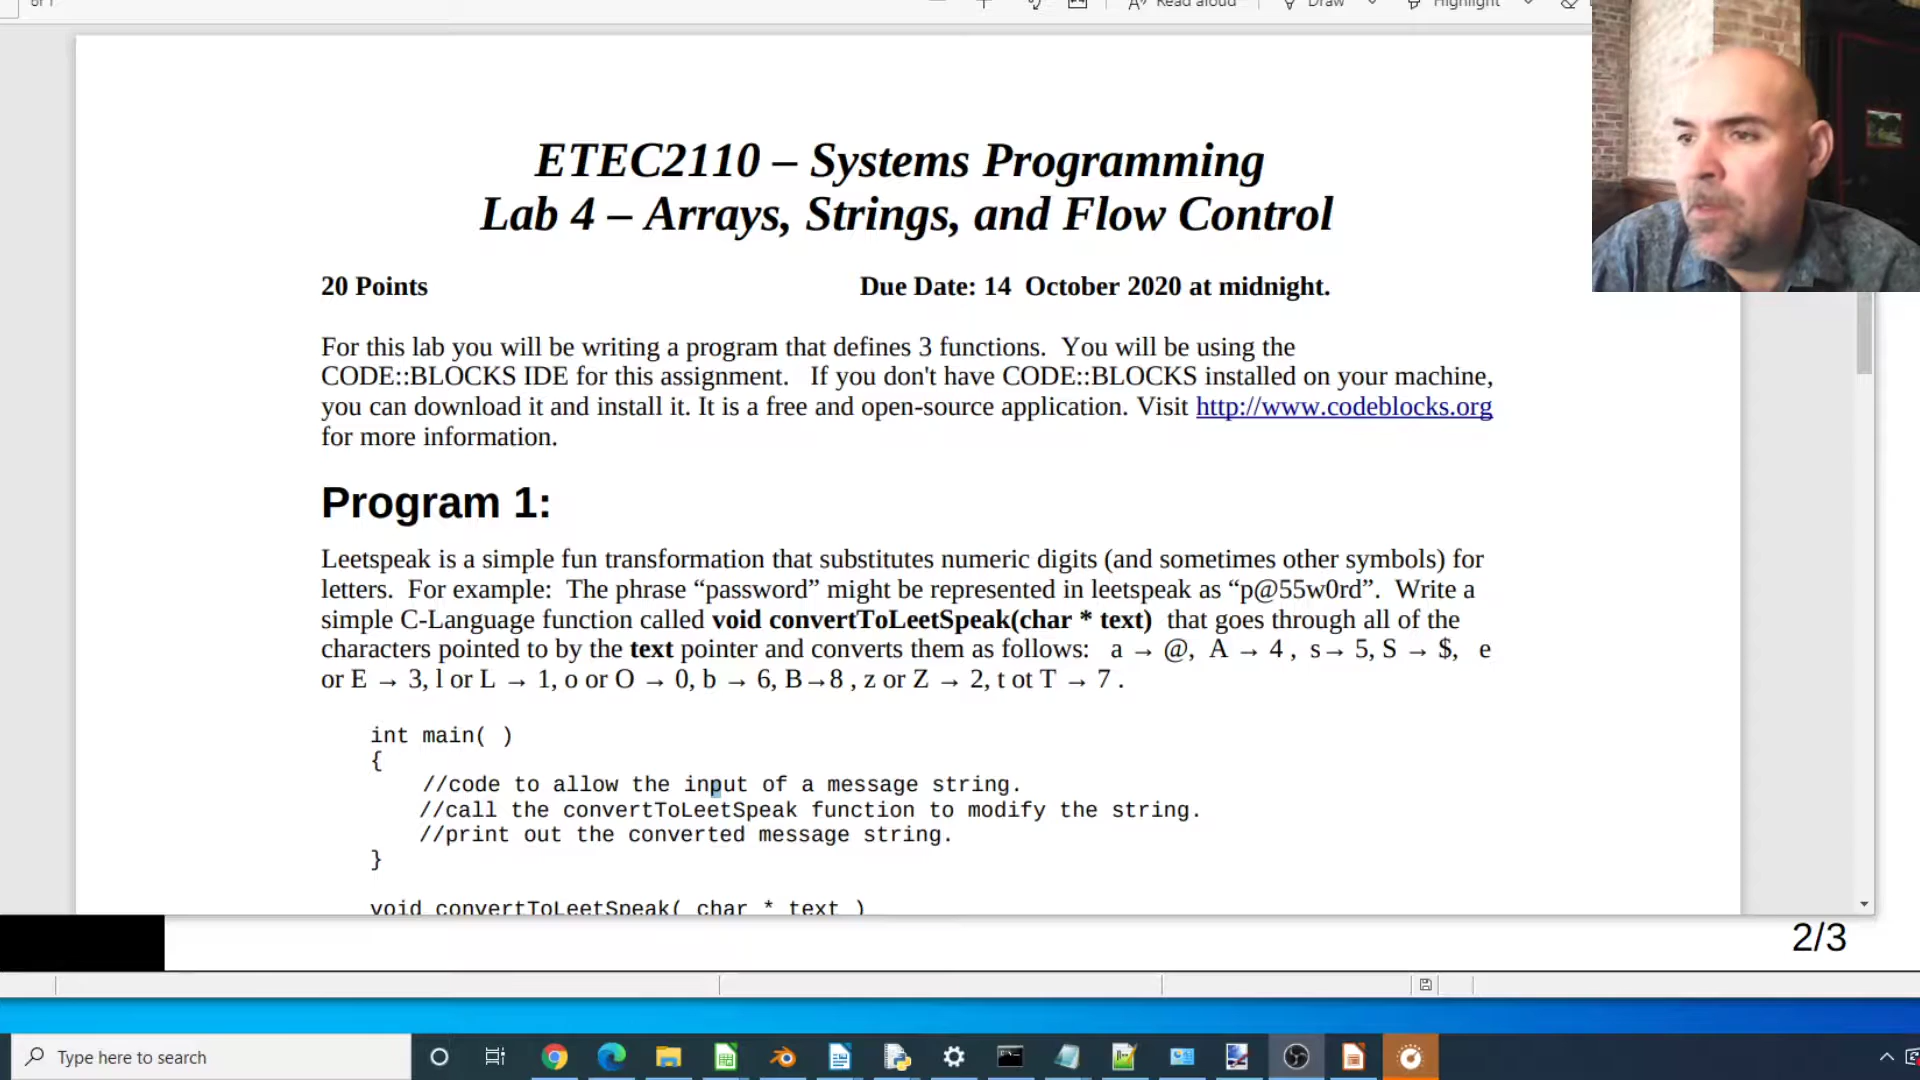 of 1
Read aloud
Draw
Highlight
ETEC2110 – Systems Programming
Lab 4 – Arrays, Strings, and Flow Control
20 Points Due Date: 14 October 2020 at midnight.
For this lab you will be writing a program that defines 3 functions. You will be using the
CODE::BLOCKS IDE for this assignment. If you don't have CODE::BLOCKS installed on your machine,
you can download it and install it. It is a free and open-source application. Visit http://www.codeblocks.org
for more information.
Program 1:
Leetspeak is a simple fun transformation that substitutes numeric digits (and sometimes other symbols) for
letters. For example: The phrase “password” might be represented in leetspeak as “p@55w0rd”. Write a
simple C-Language function called void convertToLeetSpeak(char * text) that goes through all of the
characters pointed to by the text pointer and converts them as follows: a → @, A → 4 , s→ 5, S → $, e
or E → 3, l or L → 1, o or O → 0, b → 6, B→8 , z or Z → 2, t ot T → 7 .
int main( )
{
//code to allow the input of a message string.
//call the convertToLeetSpeak function to modify the string.
//print out the converted message string.
}
void convertToLeetSpeak( char * text )
2/3
Type here to search